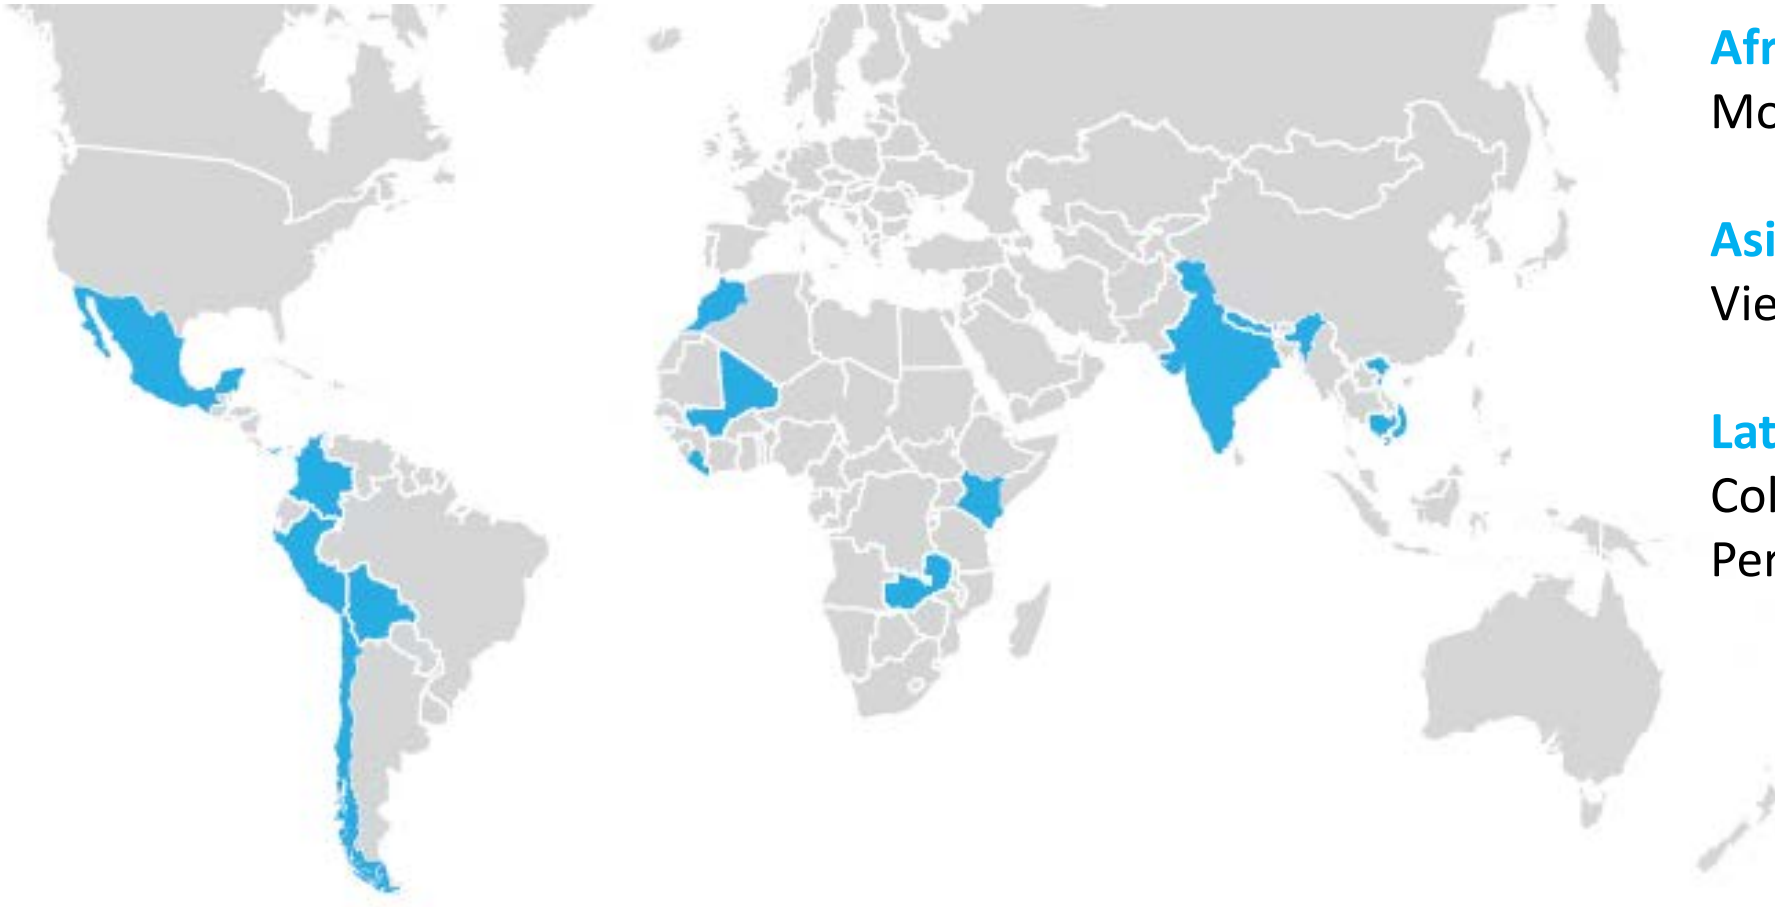 Afr
Mo
Asi
Vie
Lat
Col
Per